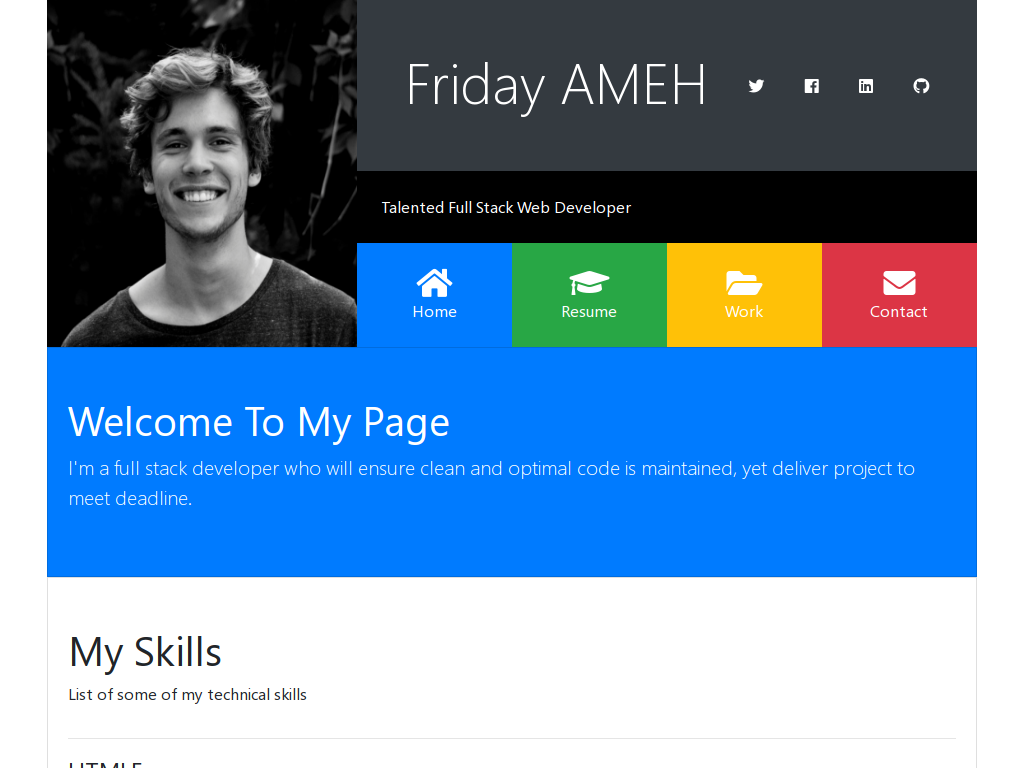 Friday AMEH
Talented Full Stack Web Developer
Home
Resume
Work
Contact
Welcome To My Page
I'm a full stack developer who will ensure clean and optimal code is maintained, yet deliver project to
meet deadline.
My Skills
List of some of my technical skills